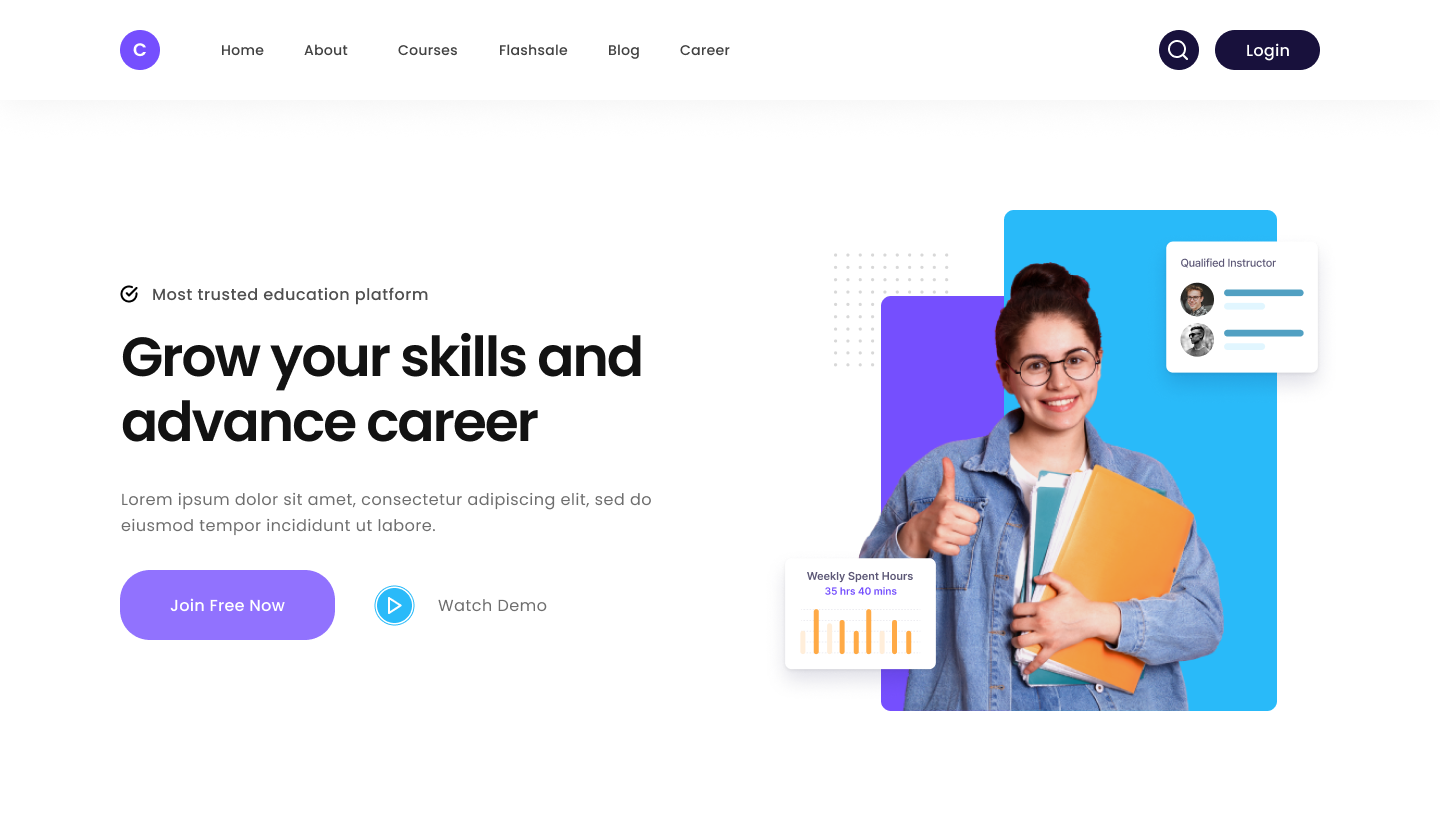 C
Home
About
Courses
Flashsale
Blog
Career
Login
Most trusted education platform
Grow your skills and
advance career
Lorem ipsum dolor sit amet, consectetur adipiscing elit, sed do
eiusmod tempor incididunt ut labore.
Join Free Now
Watch Demo
Qualified Instructor
Weekly Spent Hours
35 hrs 40 mins